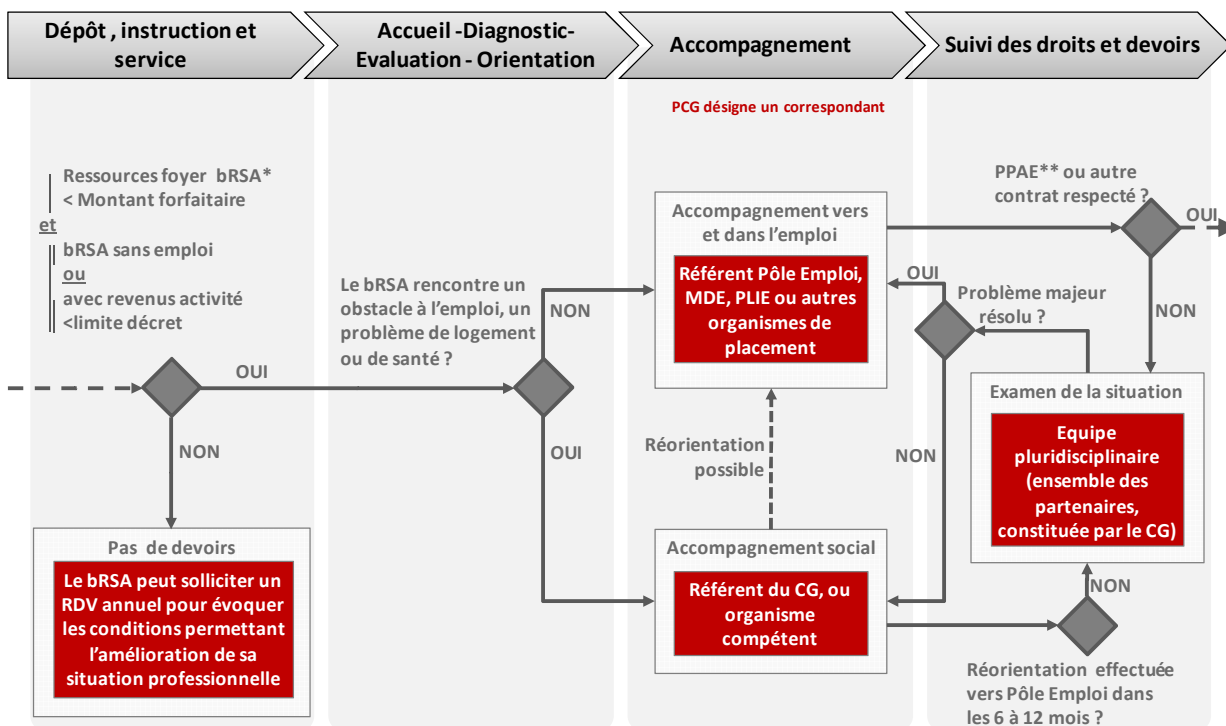 Dépôt , instruction et
service
Accueil -Diagnostic-
Evaluation - Orientation
Accompagnement
Suivi des droits et devoirs
PCG désigne un correspondant
Ressources foyer bRSA*
< Montant forfaitaire
et
bRSA sans emploi
ou
avec revenus activité
<limite décret
OUI
NON
Pas de devoirs
Le bRSA peut solliciter un
RDV annuel pour évoquer
les conditions permettant
l’amélioration de sa
situation professionnelle
Le bRSA rencontre un
obstacle à l’emploi, un
problème de logement
ou de santé ?
NON
OUI
Accompagnement vers
et dans l’emploi
Référent Pôle Emploi,
MDE, PLIE ou autres
organismes de
placement
Réorientation
possible
Accompagnement social
Référent du CG, ou
organisme
compétent
PPAE** ou autre
contrat respecté ?
OUI
NON
OUI
Problème majeur
résolu ?
NON
Examen de la situation
Equipe
pluridisciplinaire
(ensemble des
partenaires,
constituée par le CG)
NON
Réorientation effectuée
vers Pôle Emploi dans
les 6 à 12 mois ?